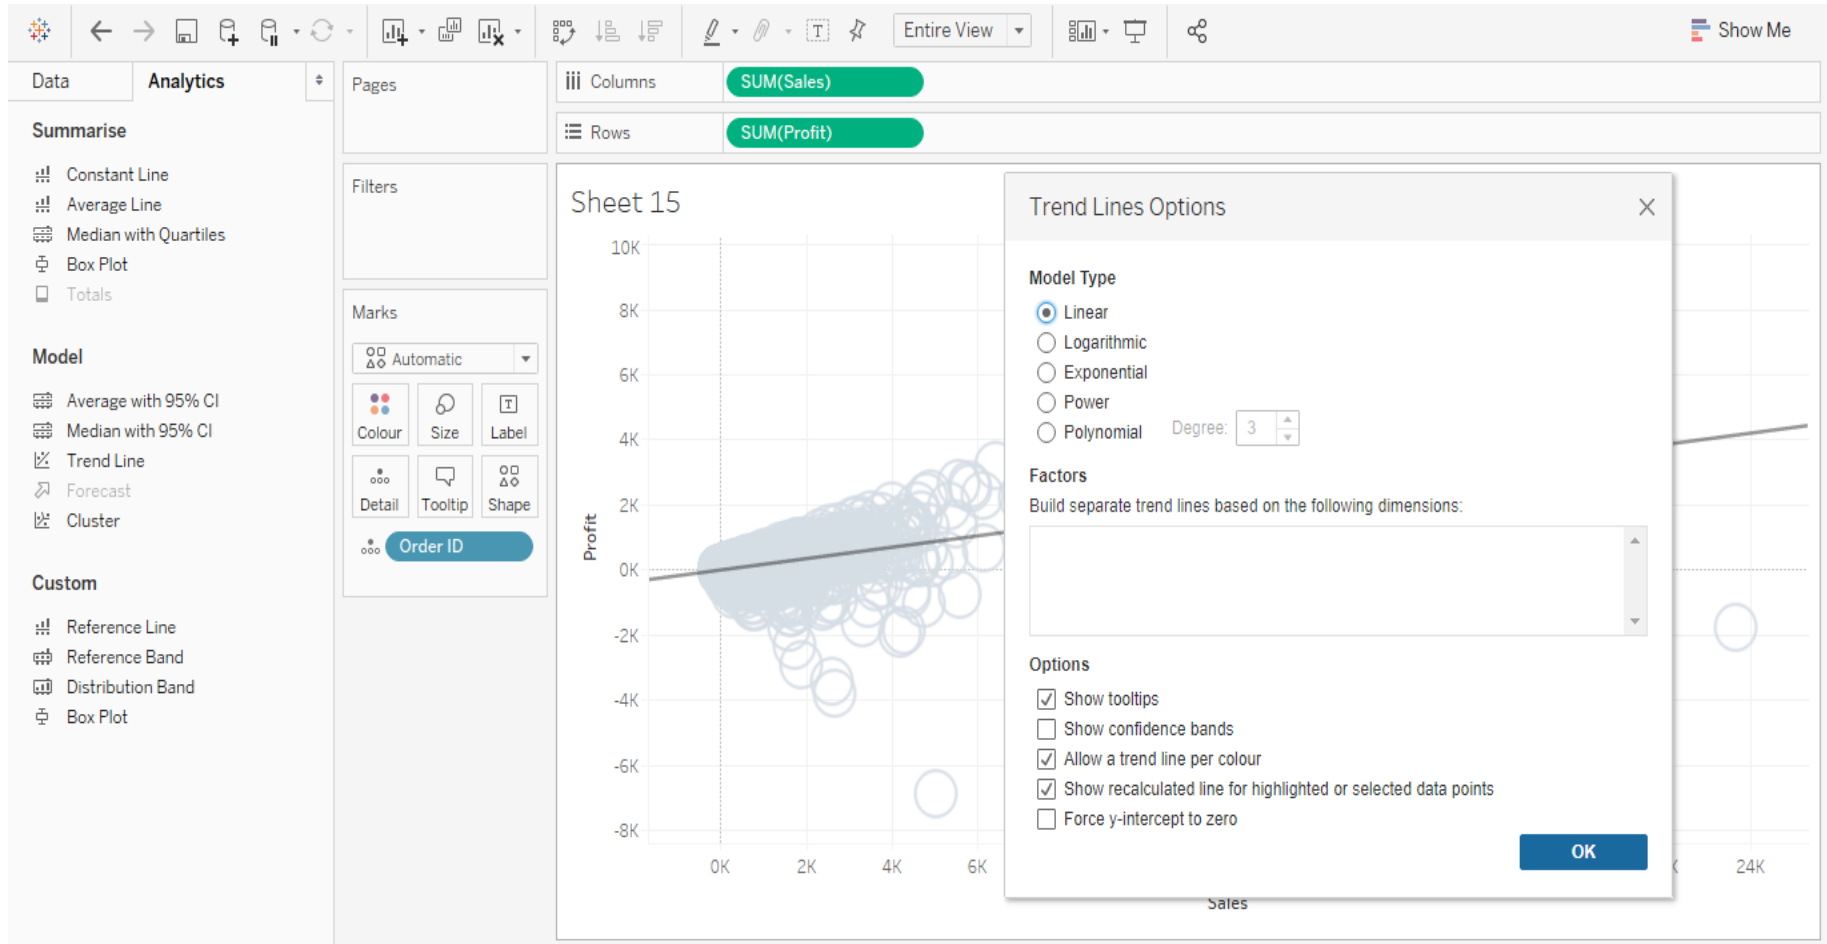 Entire View
Show Me
Data
Analytics
Summarise
Constant Line
Average Line
Median with Quartiles
Box Plot
Totals
Model
Average with 95% CI
Median with 95% CI
Trend Line
Forecast
Cluster
Custom
Reference Line
Reference Band
Distribution Band
Box Plot
Pages
Filters
Marks
Automatic
Colour Size Label
Detail Tooltip Shape
Order ID
Columns SUM(Sales)
Rows SUM(Profit)
Sheet 15
10K
8K
6K
4K
2K
0K
-2K
-4K
-6K
-8K
Profit
0K 2K 4K 6K 24K
Sales
Trend Lines Options
Model Type
Linear
Logarithmic
Exponential
Power
Polynomial Degree: 3
Factors
Build separate trend lines based on the following dimensions:
Options
Show tooltips
Show confidence bands
Allow a trend line per colour
Show recalculated line for highlighted or selected data points
Force y-intercept to zero
OK